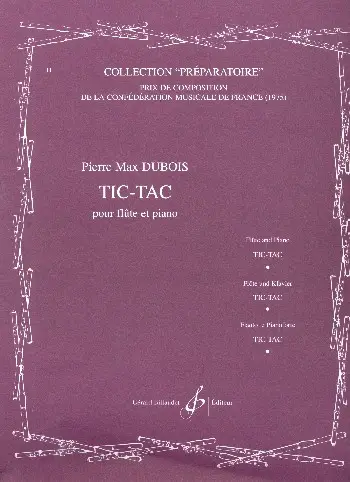 COLLECTION "PRÉPARATOIRE"
PRIX DE COMPOSITION
DE LA CONFÉDÉRATION MUSICALE DE FRANCE (1975)
Pierre Max DUBOIS
TIC-TAC
pour flûte et piano
Flute and Piano
TIC-TAC
Flöte und Klavier
TIC-TAC
Flauto e Pianoforte
TIC-TAC
Gérard Billaudot Éditeur